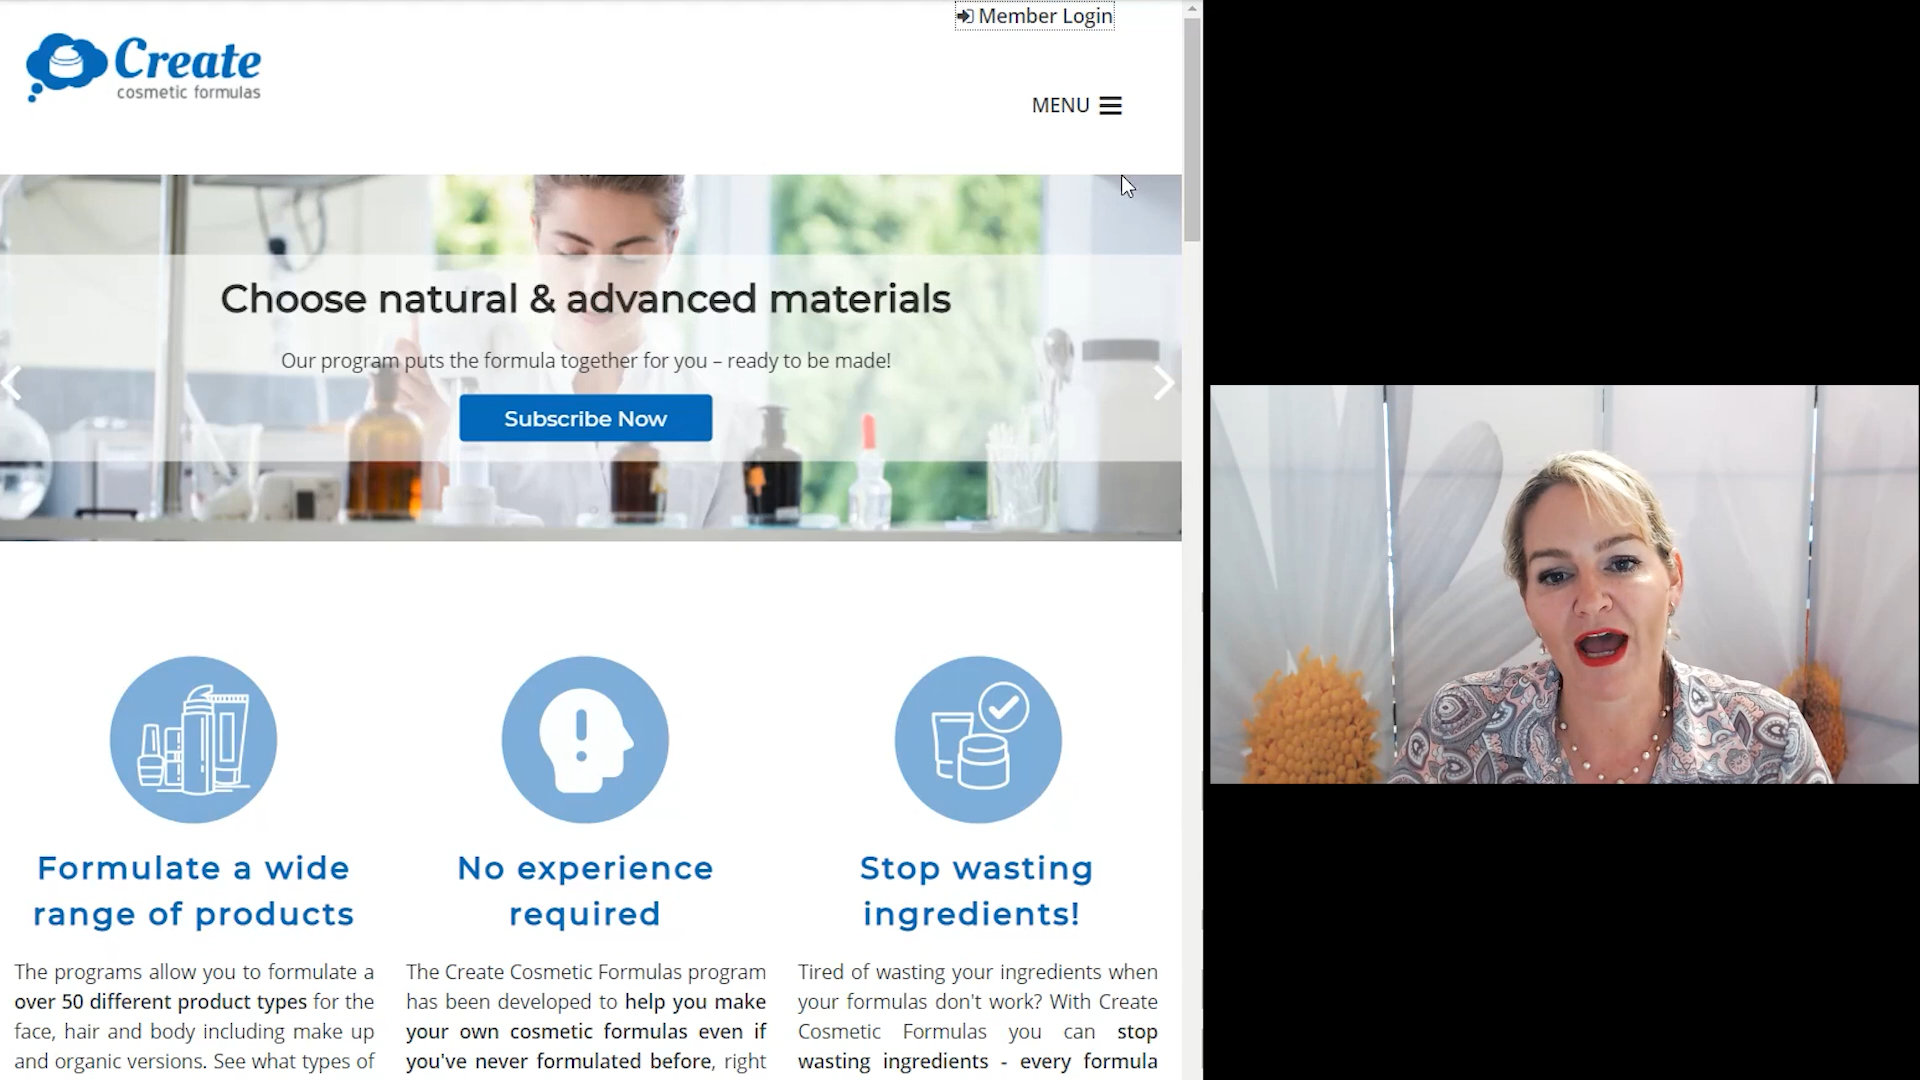 Member Login
Create
cosmetic formulas
MENU
Choose natural & advanced materials
Our program puts the formula together for you – ready to be made!
Subscribe Now
Formulate a wide
range of products
The programs allow you to formulate a
over 50 different product types for the
face, hair and body including make up
and organic versions. See what types of
No experience
required
The Create Cosmetic Formulas program
has been developed to help you make
your own cosmetic formulas even if
you've never formulated before, right
Stop wasting
ingredients!
Tired of wasting your ingredients when
your formulas don't work? With Create
Cosmetic Formulas you can stop
wasting ingredients - every formula